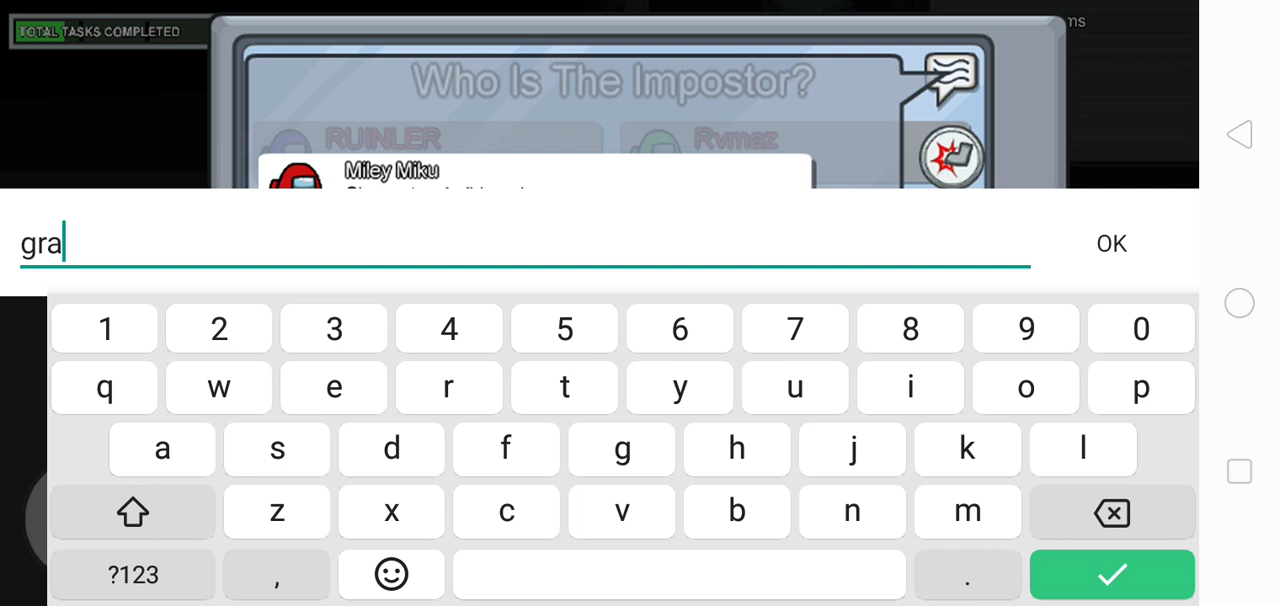 TOTAL TASKS COMPLETED
ms
Who Is The Impostor?
RUINLER
Rvmaz
Miley Miku
gra
OK
1 2 3 4 5 6 7 8 9 0
q w e r t y u i o p
a s d f g h j k l
z x c v b n m
?123 , .